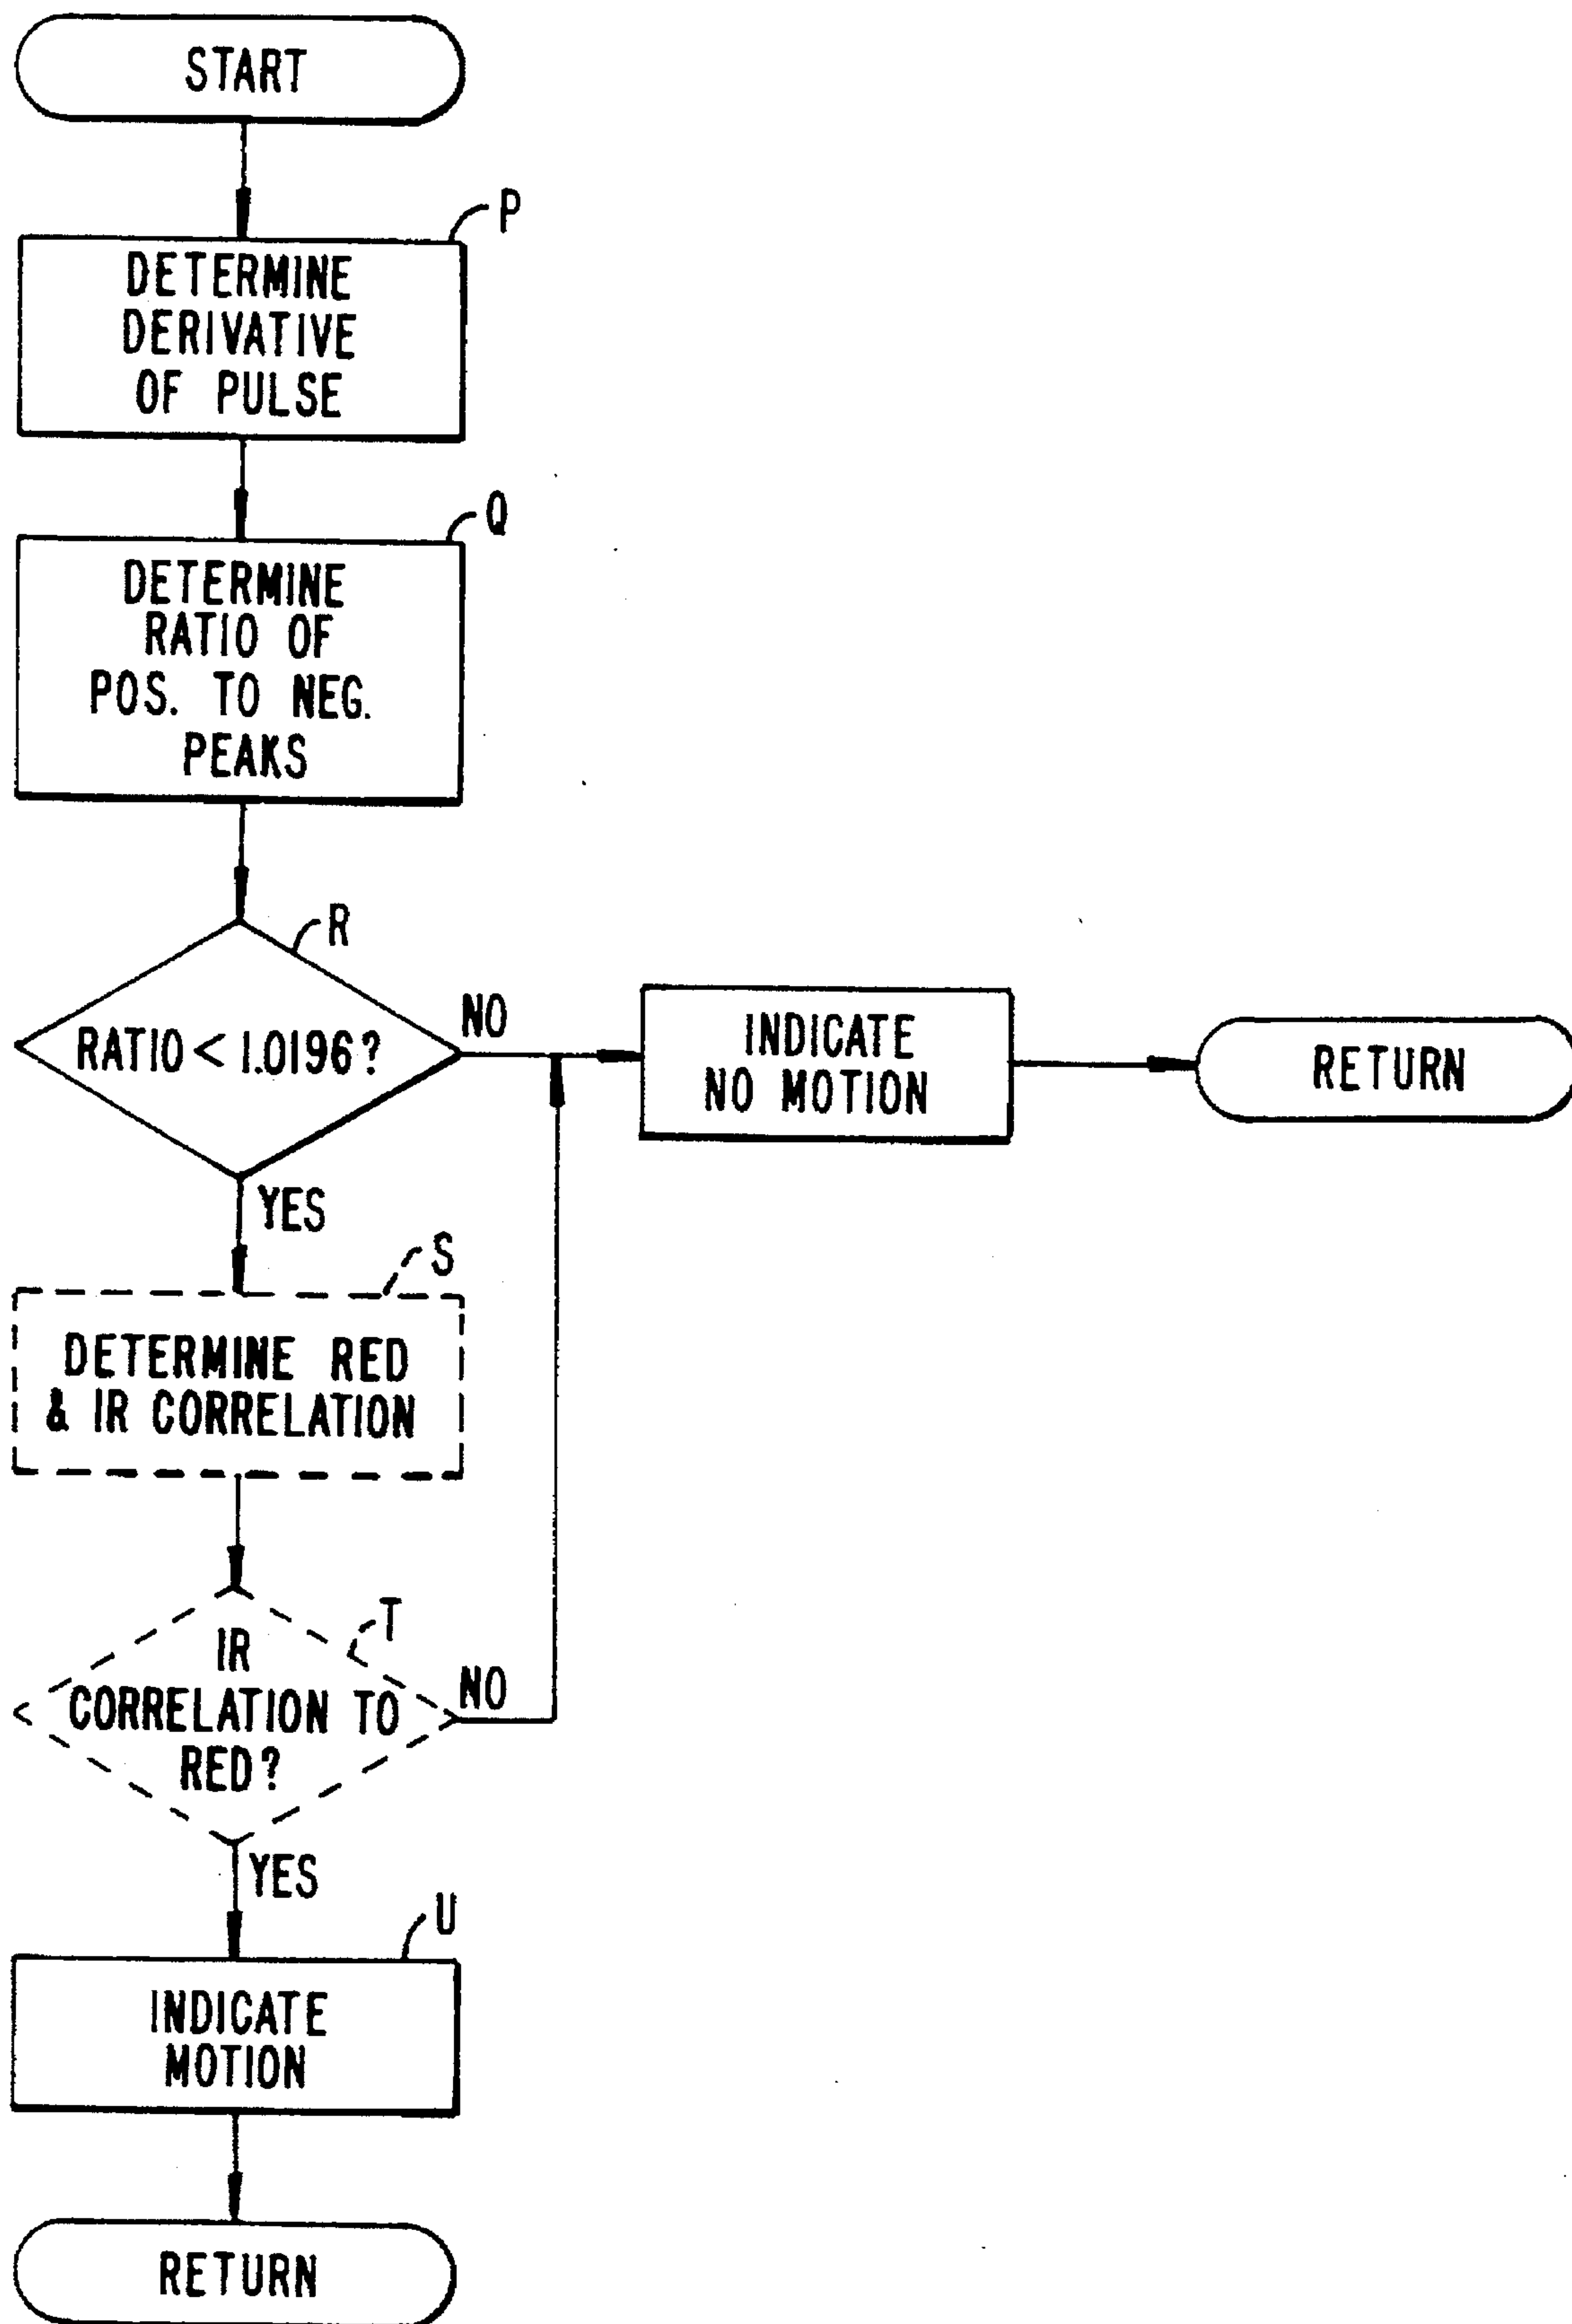 START
P
DETERMINE
DERIVATIVE
OF PULSE
Q
DETERMINE
RATIO OF
POS. TO NEG.
PEAKS
R
RATIO < 1.0196?
NO
INDICATE
NO MOTION
RETURN
YES
S
DETERMINE RED
& IR CORRELATION
T
IR
CORRELATION TO
RED?
NO
YES
U
INDICATE
MOTION
RETURN